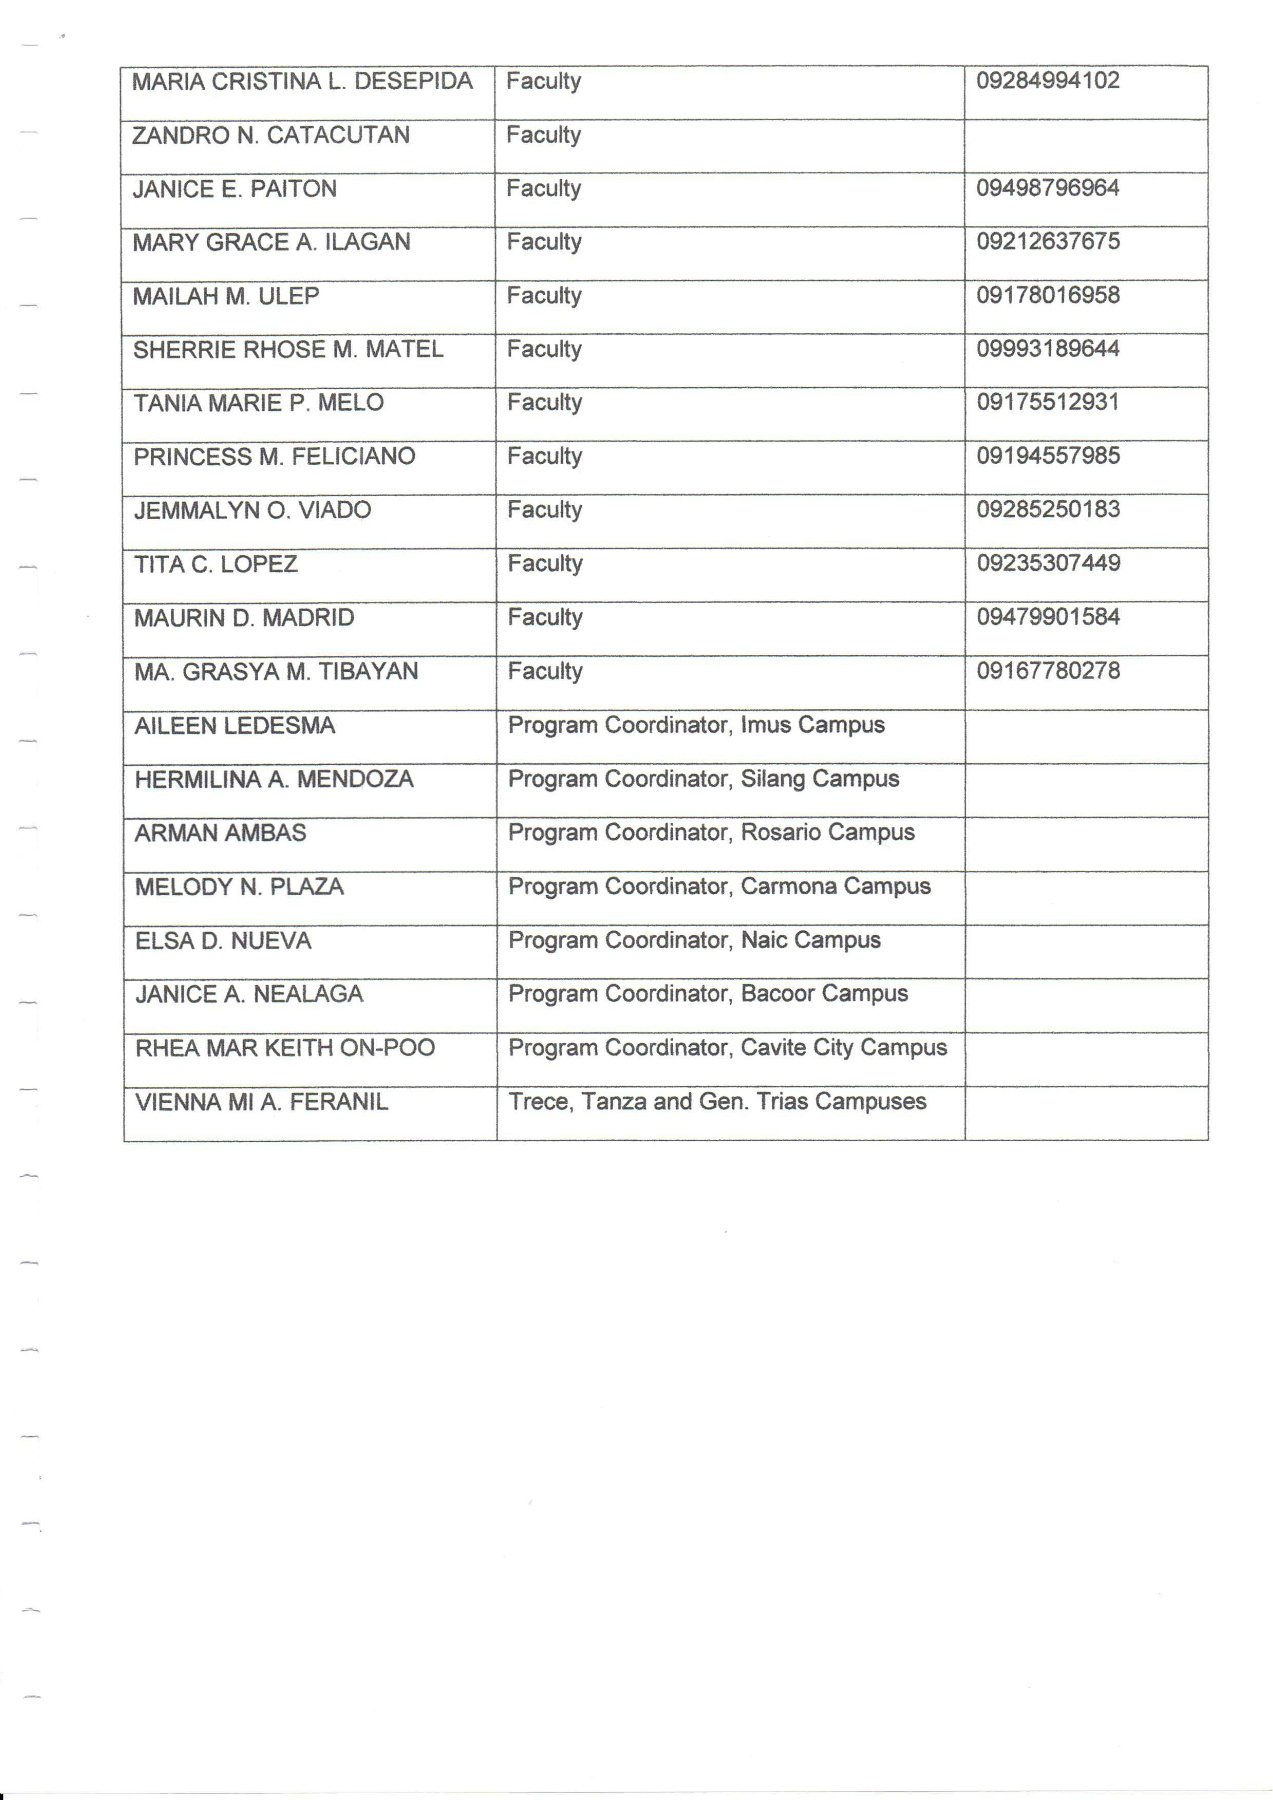 MARIA CRISTINA L. DESEPIDA Faculty 09284994102
ZANDRO N. CATACUTAN Faculty
JANICE E. PAITON Faculty 09498796964
MARY GRACE A. ILAGAN Faculty 09212637675
MAILAH M. ULEP Faculty 09178016958
SHERRIE RHOSE M. MATEL Faculty 09993189644
TANIA MARIE P. MELO Faculty 09175512931
PRINCESS M. FELICIANO Faculty 09194557985
JEMMALYN O. VIADO Faculty 09285250183
TITA C. LOPEZ Faculty 09235307449
MAURIN D. MADRID Faculty 09479901584
MA. GRASYA M. TIBAYAN Faculty 09167780278
AILEEN LEDESMA Program Coordinator, Imus Campus
HERMILINA A. MENDOZA Program Coordinator, Silang Campus
ARMAN AMBAS Program Coordinator, Rosario Campus
MELODY N. PLAZA Program Coordinator, Carmona Campus
ELSA D. NUEVA Program Coordinator, Naic Campus
JANICE A. NEALAGA Program Coordinator, Bacoor Campus
RHEA MAR KEITH ON-POO Program Coordinator, Cavite City Campus
VIENNA MI A. FERANIL Trece, Tanza and Gen. Trias Campuses